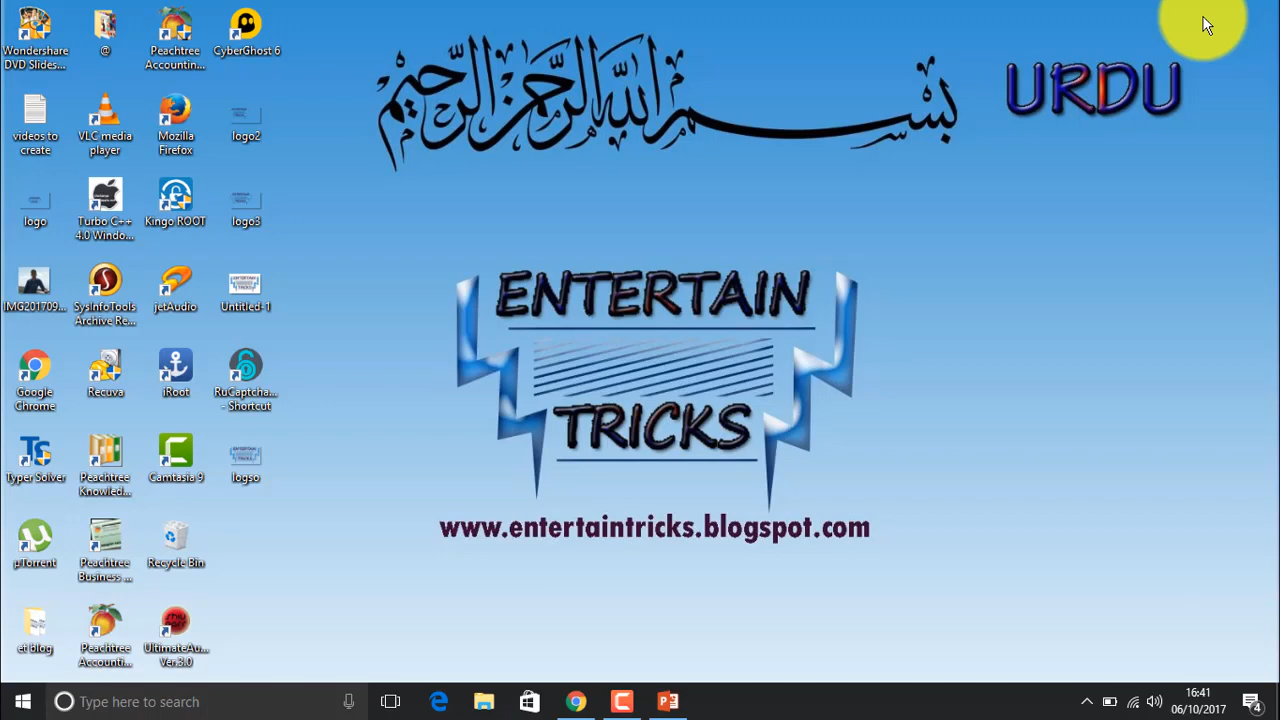 Wondershare
DVD Slides...
@
Peachtree
Accounting...
CyberGhost 6
بسم الله الرحمن الرحيم
URDU
videos to
create
VLC media
player
Mozilla
Firefox
logo2
logo
Turbo C++
4.0 Windo...
Kingo ROOT
logo3
IMG201709...
SysInfoTools
Archive Re...
jetAudio
Untitled-1
ENTERTAIN
TRICKS
www.entertaintricks.blogspot.com
Google
Chrome
Recuva
iRoot
RuCaptcha...
- Shortcut
Typer Solver
Peachtree
Knowled...
Camtasia 9
logso
µTorrent
Peachtree
Business ...
Recycle Bin
et blog
Peachtree
Accounti...
UltimateAu...
Ver.3.0
Type here to search
16:41
06/10/2017
4